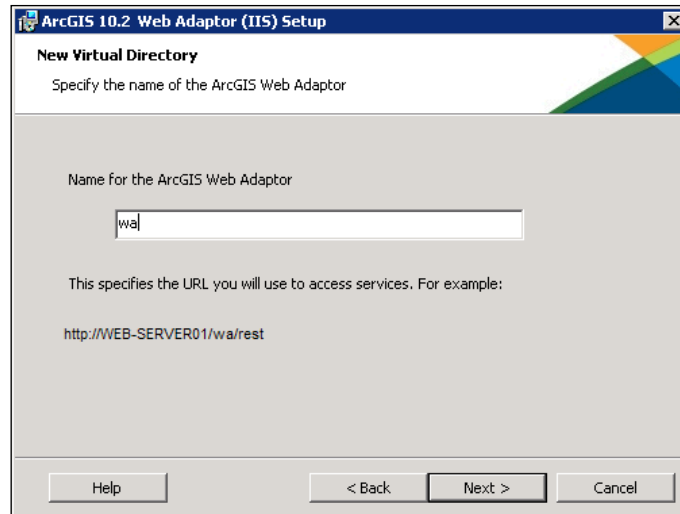 ArcGIS 10.2 Web Adaptor (IIS) Setup
New Virtual Directory
Specify the name of the ArcGIS Web Adaptor
Name for the ArcGIS Web Adaptor
wa
This specifies the URL you will use to access services. For example:
http://WEB-SERVER01/wa/rest
Help < Back Next > Cancel